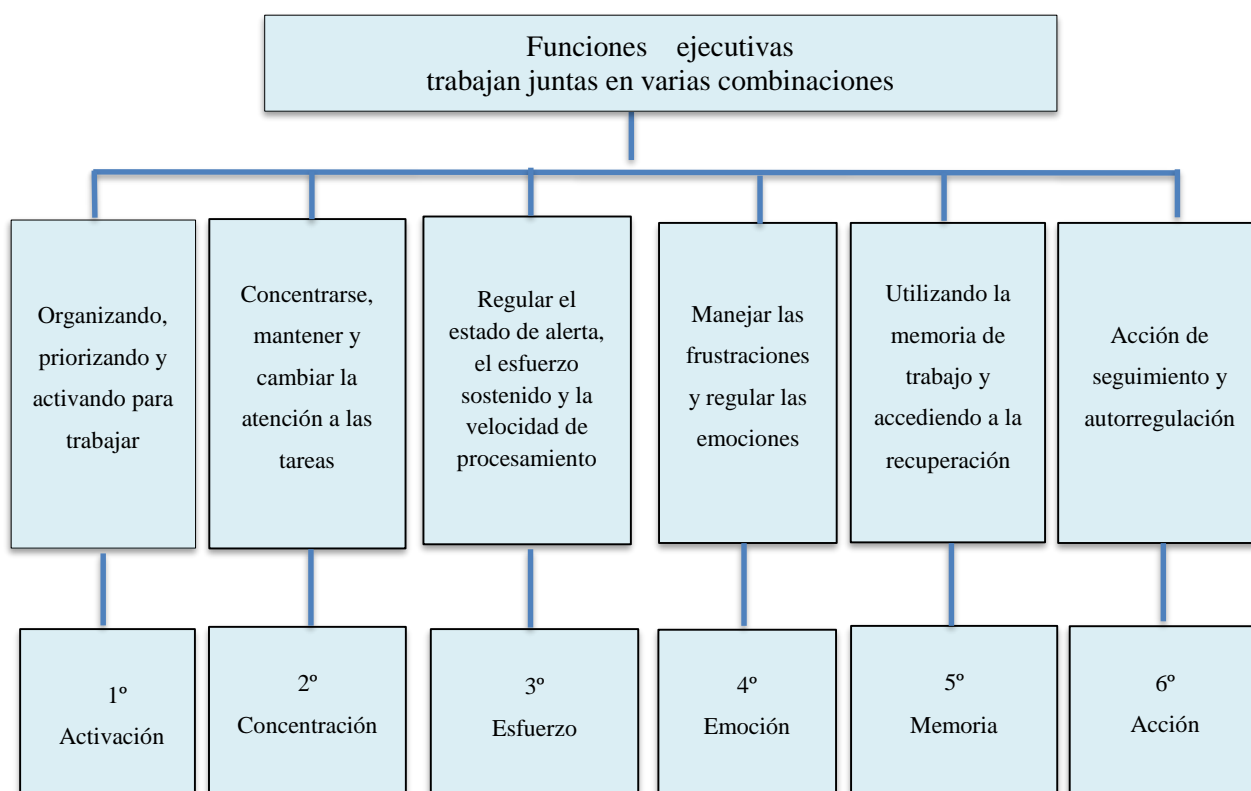 Funciones ejecutivas
trabajan juntas en varias combinaciones
Organizando,
priorizando y
activando para
trabajar
Concentrarse,
mantener y
cambiar la
atención a las
tareas
Regular el
estado de alerta,
el esfuerzo
sostenido y la
velocidad de
procesamiento
Manejar las
frustraciones
y regular las
emociones
Utilizando la
memoria de
trabajo y
accediendo a la
recuperación
Acción de
seguimiento y
autorregulación
1º
Activación
2º
Concentración
3º
Esfuerzo
4º
Emoción
5º
Memoria
6º
Acción